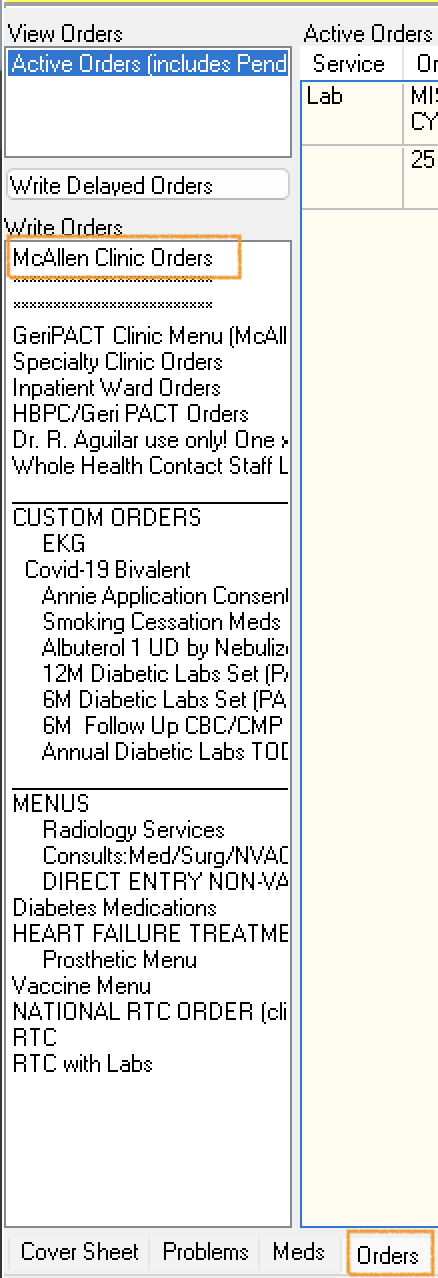 View Orders
Active Orders (includes Pend
Write Delayed Orders
Write Orders
McAllen Clinic Orders
*************************
*************************
GeriPACT Clinic Menu (McAll
Specialty Clinic Orders
Inpatient Ward Orders
HBPC/Geri PACT Orders
Dr. R. Aguilar use only! One x
Whole Health Contact Staff L
CUSTOM ORDERS
EKG
Covid-19 Bivalent
Annie Application Consent
Smoking Cessation Meds
Albuterol 1 UD by Nebulize
12M Diabetic Labs Set (PA
6M Diabetic Labs Set (PA
6M Follow Up CBC/CMP
Annual Diabetic Labs TOD
MENUS
Radiology Services
Consults:Med/Surg/NVAC
DIRECT ENTRY NON-VA
Diabetes Medications
HEART FAILURE TREATME
Prosthetic Menu
Vaccine Menu
NATIONAL RTC ORDER (cli
RTC
RTC with Labs
Active Orders
Service Or
Lab MIS
CY
25
Cover Sheet Problems Meds Orders